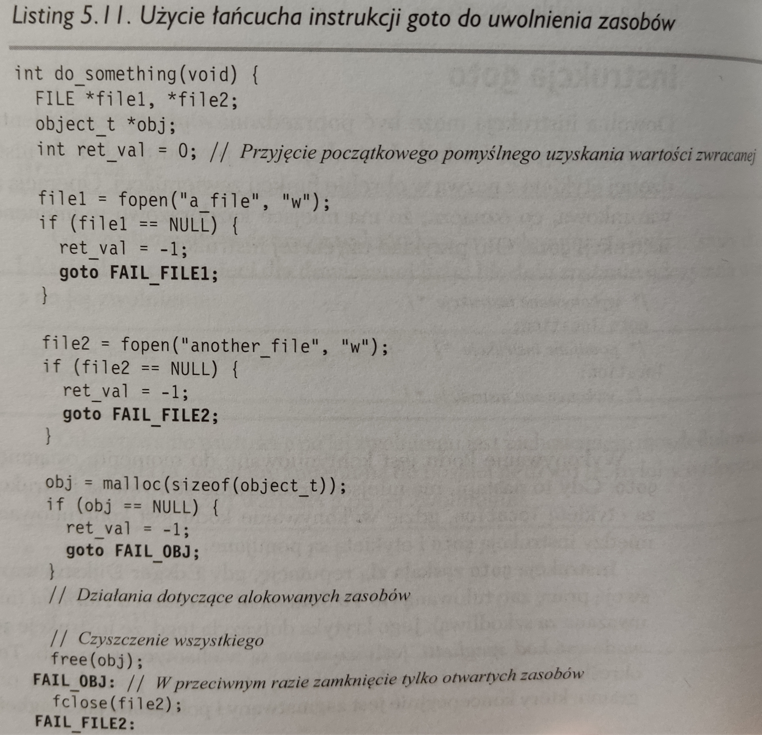 Listing 5.11. Użycie łańcucha instrukcji goto do uwolnienia zasobów
int do_something(void) {
FILE *file1, *file2;
object_t *obj;
int ret_val = 0; // Przyjęcie początkowego pomyślnego uzyskania wartości zwracanej
file1 = fopen("a_file", "w");
if (file1 == NULL) {
ret_val = -1;
goto FAIL_FILE1;
}
file2 = fopen("another_file", "w");
if (file2 == NULL) {
ret_val = -1;
goto FAIL_FILE2;
}
obj = malloc(sizeof(object_t));
if (obj == NULL) {
ret_val = -1;
goto FAIL_OBJ;
}
// Działania dotyczące alokowanych zasobów
// Czyszczenie wszystkiego
free(obj);
FAIL_OBJ: // W przeciwnym razie zamknięcie tylko otwartych zasobów
fclose(file2);
FAIL_FILE2: